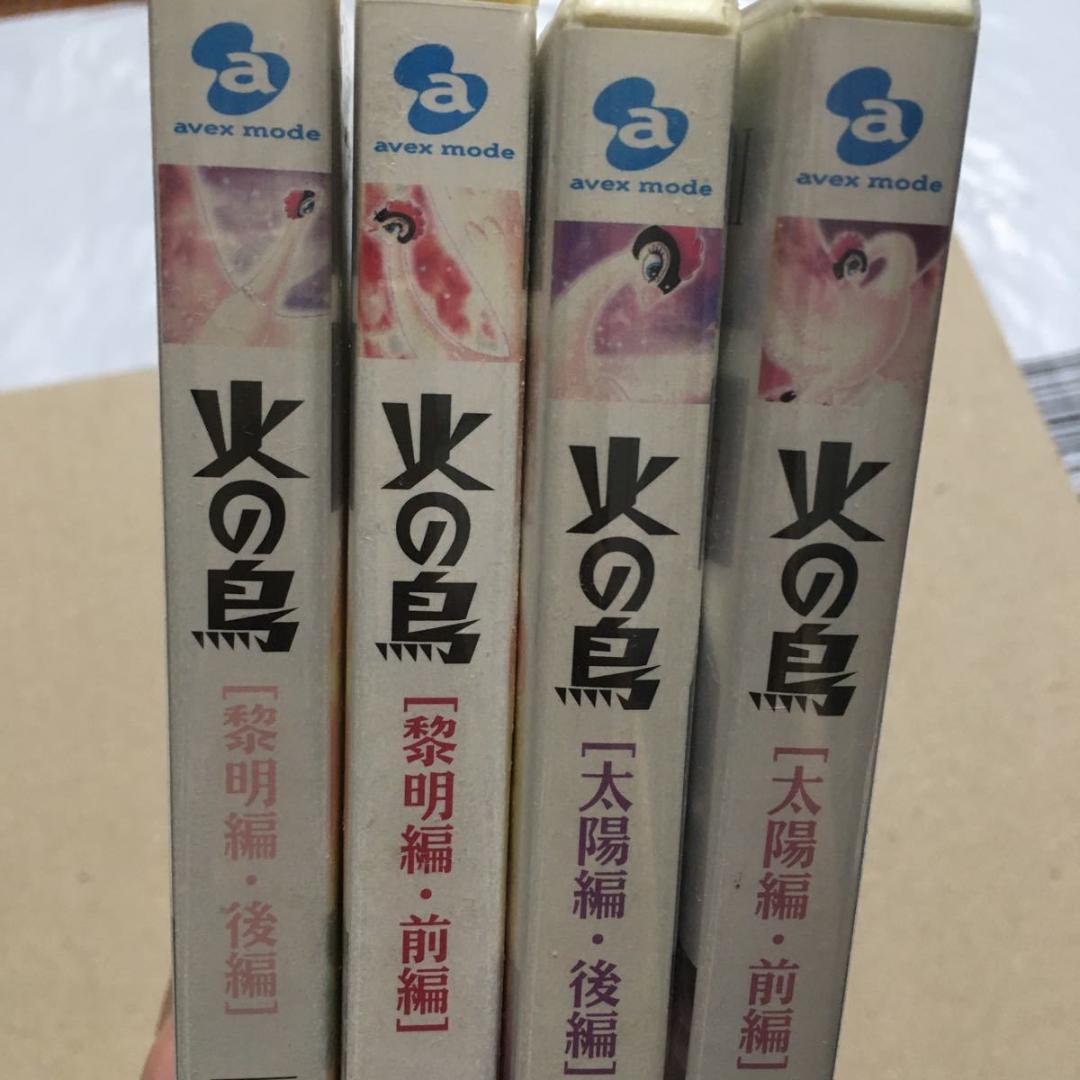 a
avex mode
火の鳥
[黎明編・後編]
a
avex mode
火の鳥
[黎明編・前編]
a
avex mode
火の鳥
[太陽編・後編]
a
avex mode
火の鳥
[太陽編・前編]